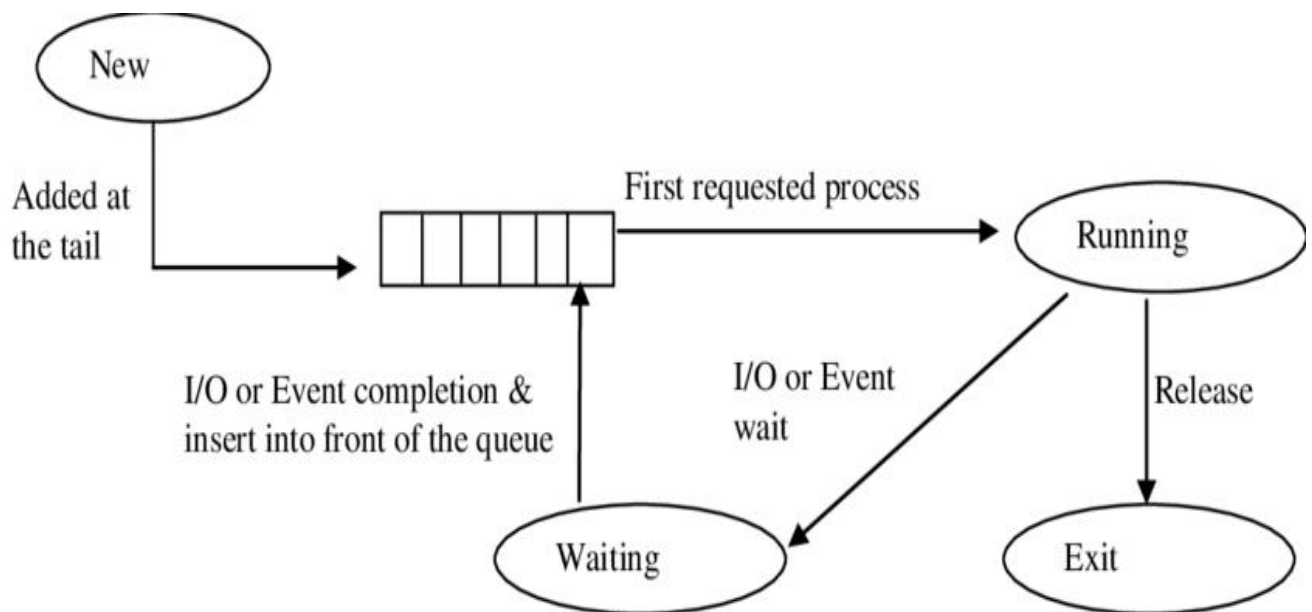 New
Added at
the tail
First requested process
Running
I/O or Event completion &
insert into front of the queue
I/O or Event
wait
Release
Waiting
Exit